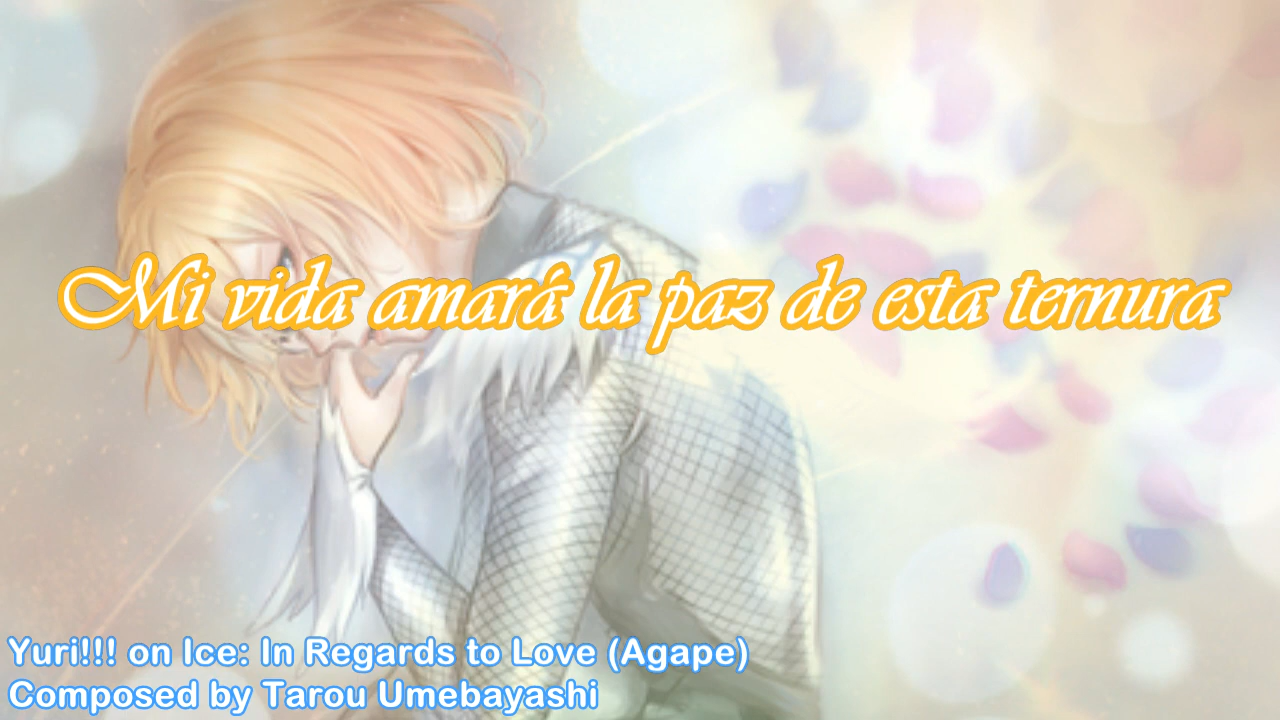 Mi vida amará la paz de esta ternura
Yuri!!! on Ice: In Regards to Love (Agape)
Composed by Tarou Umebayashi